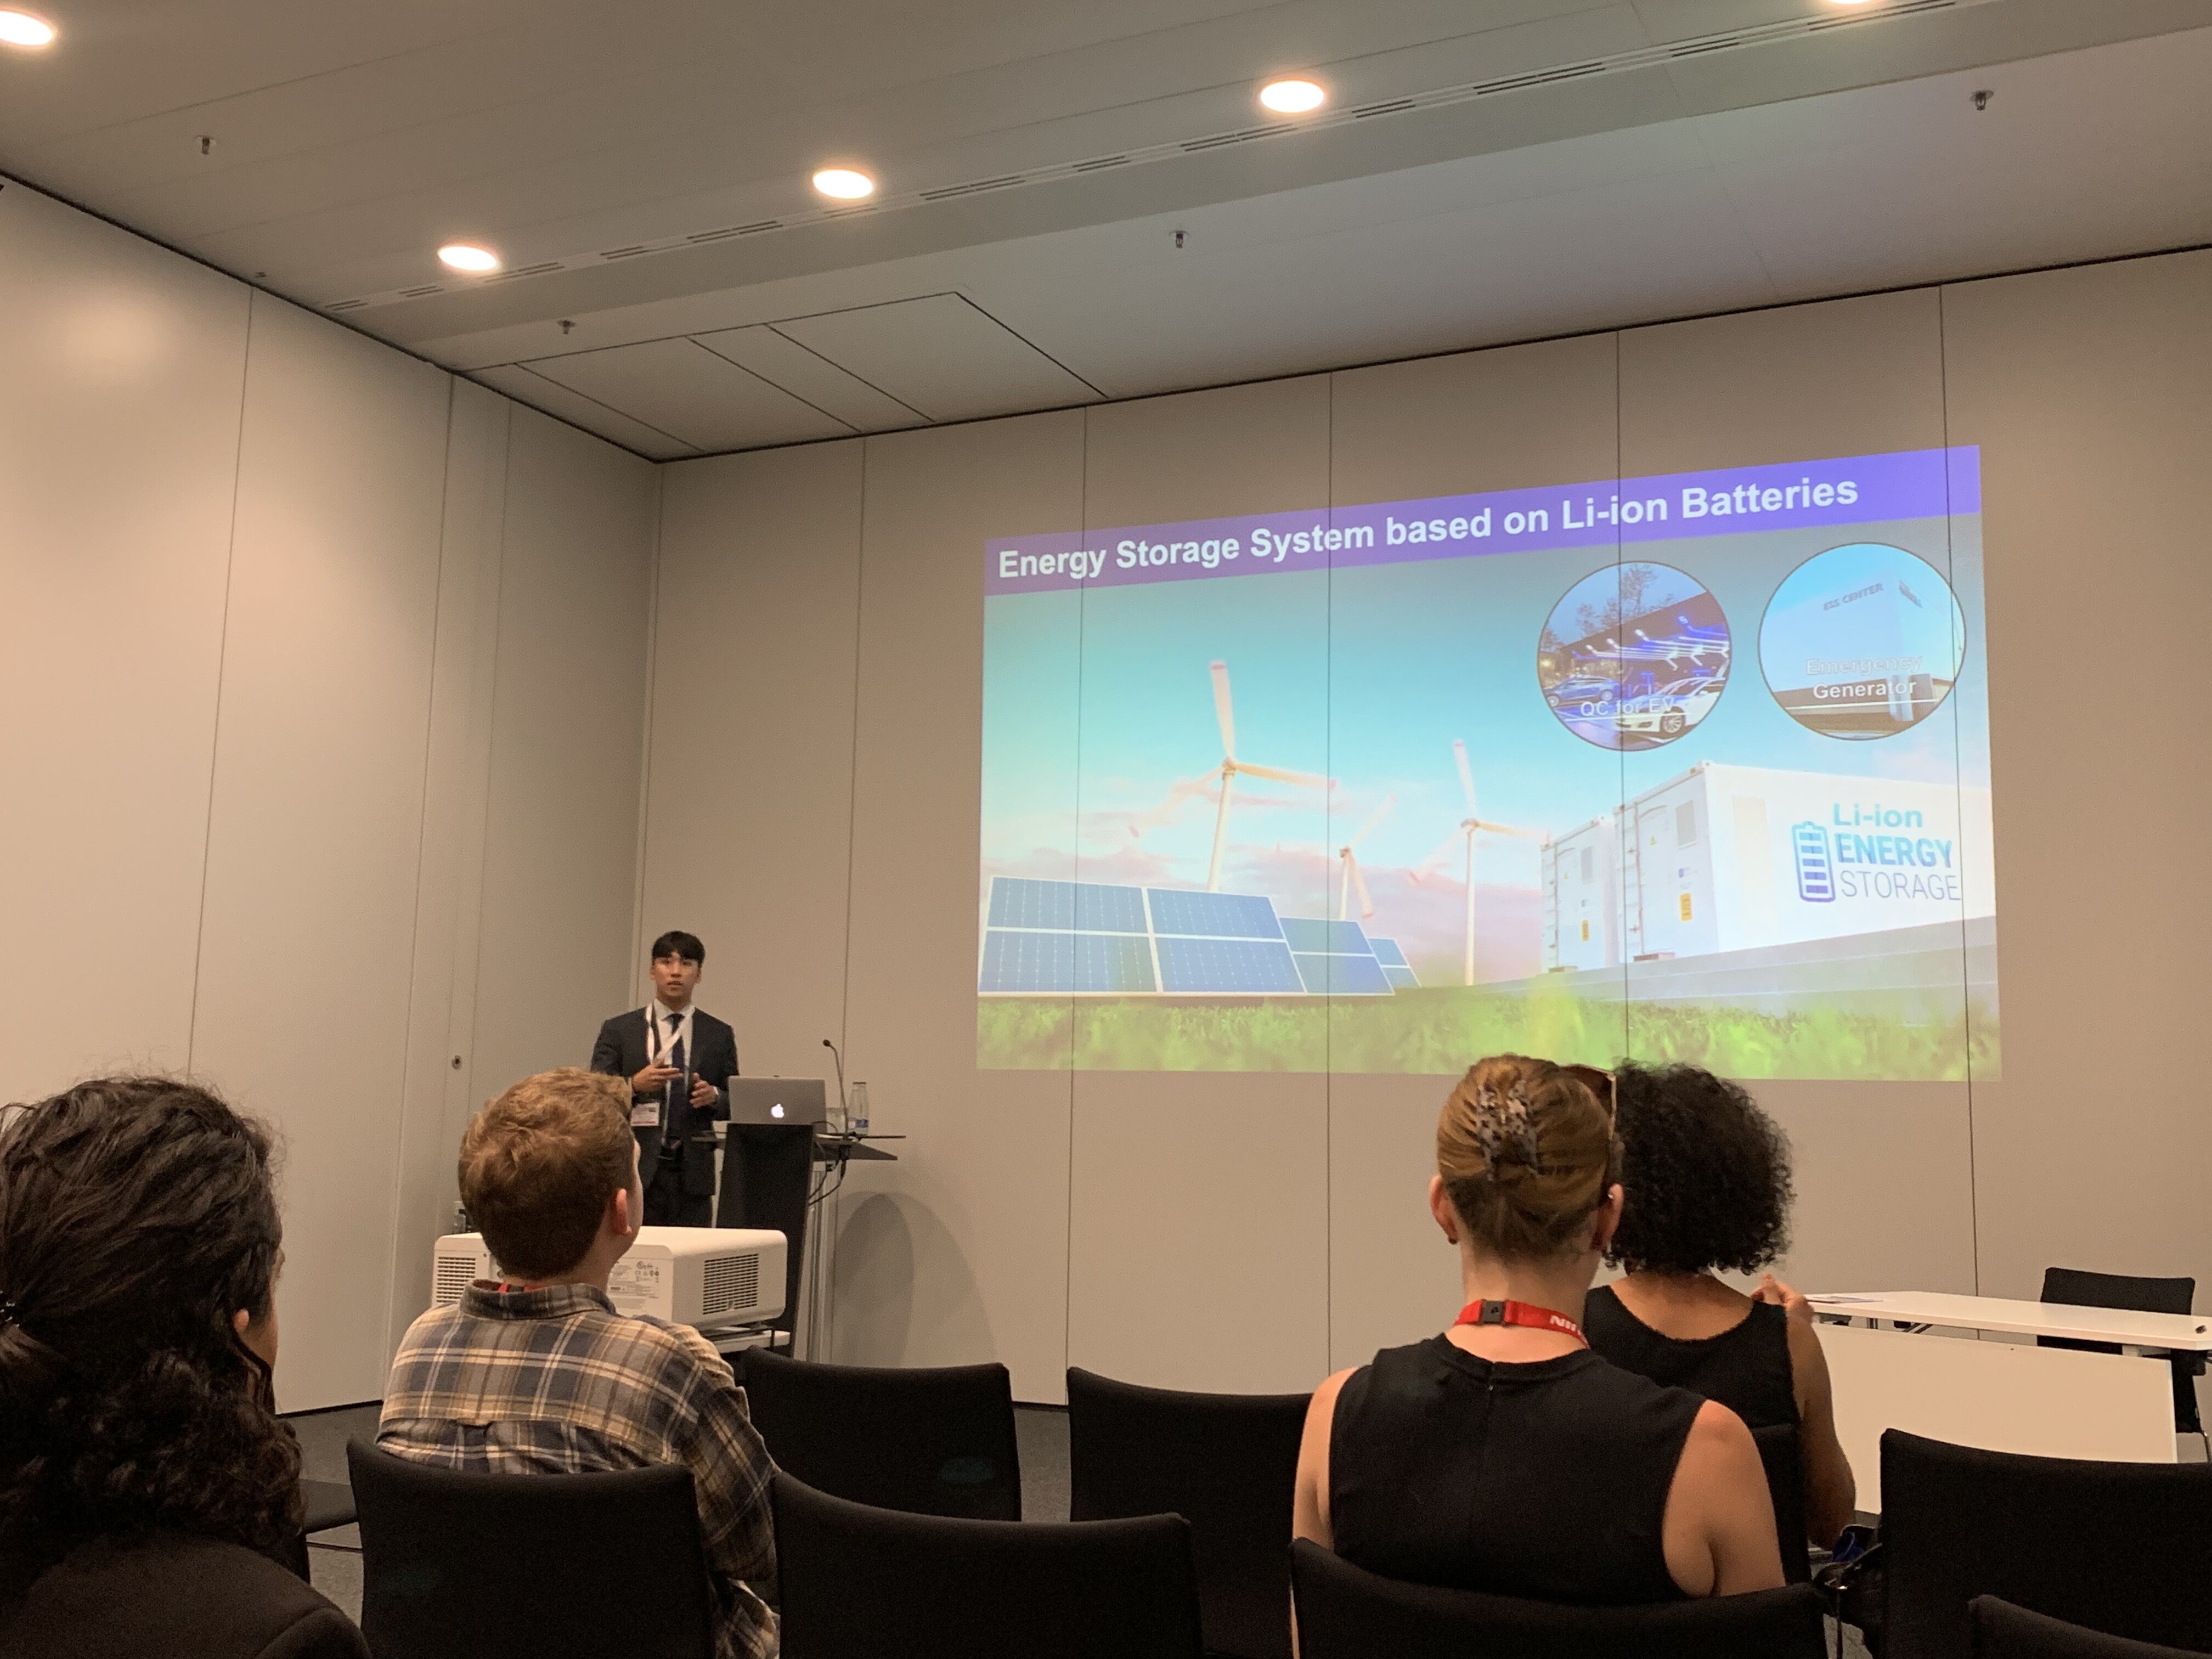 Energy Storage System based on Li-ion Batteries
ESS CENTER
Emergency
Generator
QC for EV
Li-ion
ENERGY
STORAGE